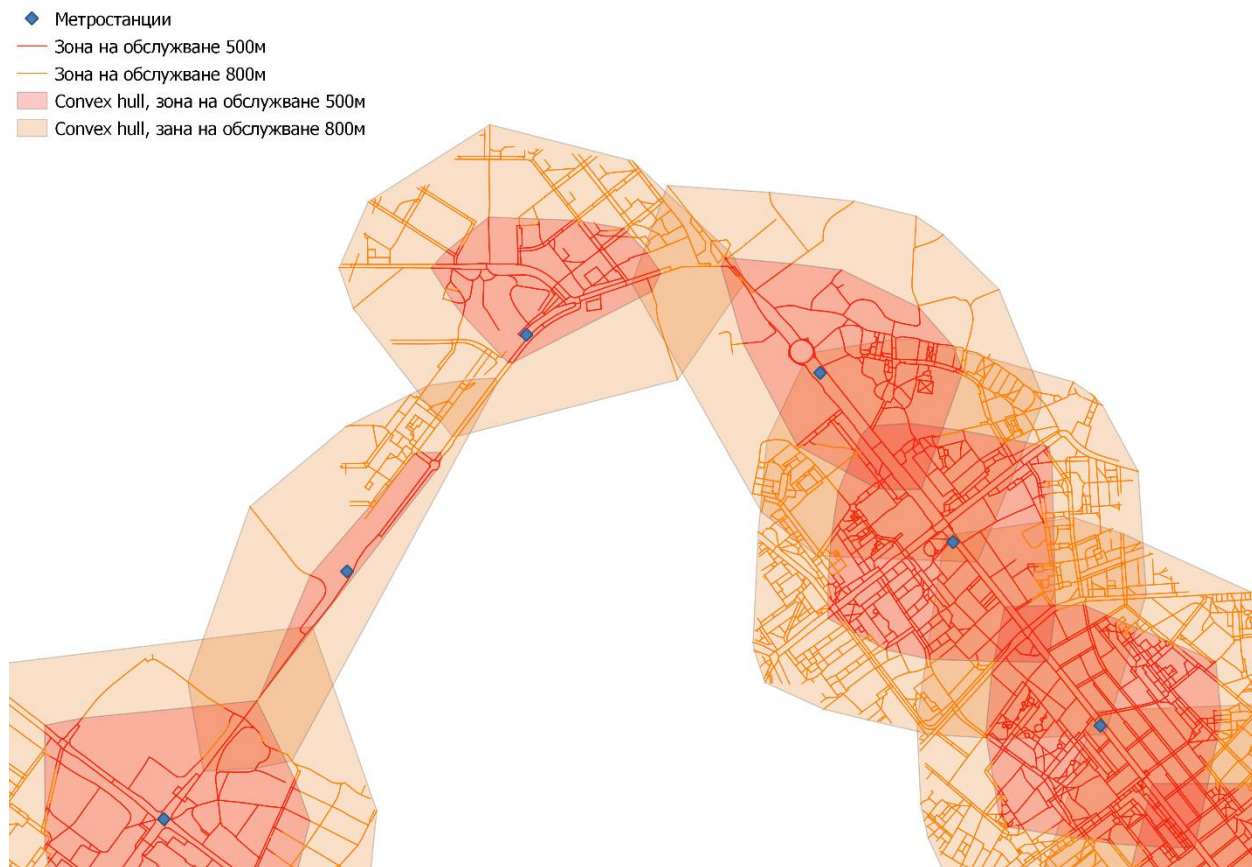 Метростанции
Зона на обслужване 500м
Зона на обслужване 800м
Convex hull, зона на обслужване 500м
Convex hull, зана на обслужване 800м